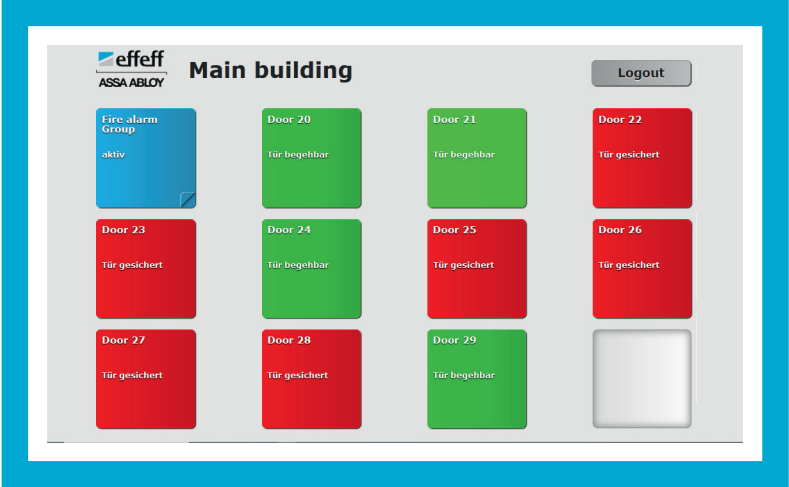 effeff
ASSA ABLOY
Main building
Logout
Fire alarm
Group
aktiv
Door 20
Tür begehbar
Door 21
Tür begehbar
Door 22
Tür gesichert
Door 23
Tür gesichert
Door 24
Tür begehbar
Door 25
Tür gesichert
Door 26
Tür gesichert
Door 27
Tür gesichert
Door 28
Tür gesichert
Door 29
Tür begehbar